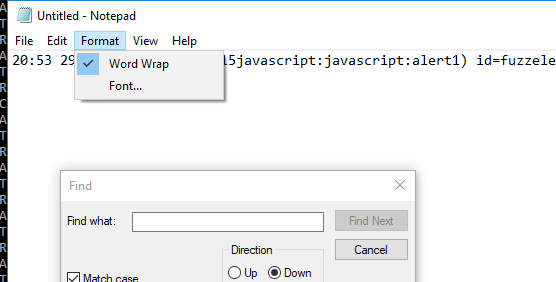 Untitled - Notepad
File Edit Format View Help
20:53 29 l5javascript:javascript:alert1) id=fuzzele
Word Wrap
Font...
Find
Find what: Find Next
Cancel
Direction
Up Down
Match case
A
T
R
A
T
R
A
T
R
C
A
T
R
A
T
R
A
T
R
A
T